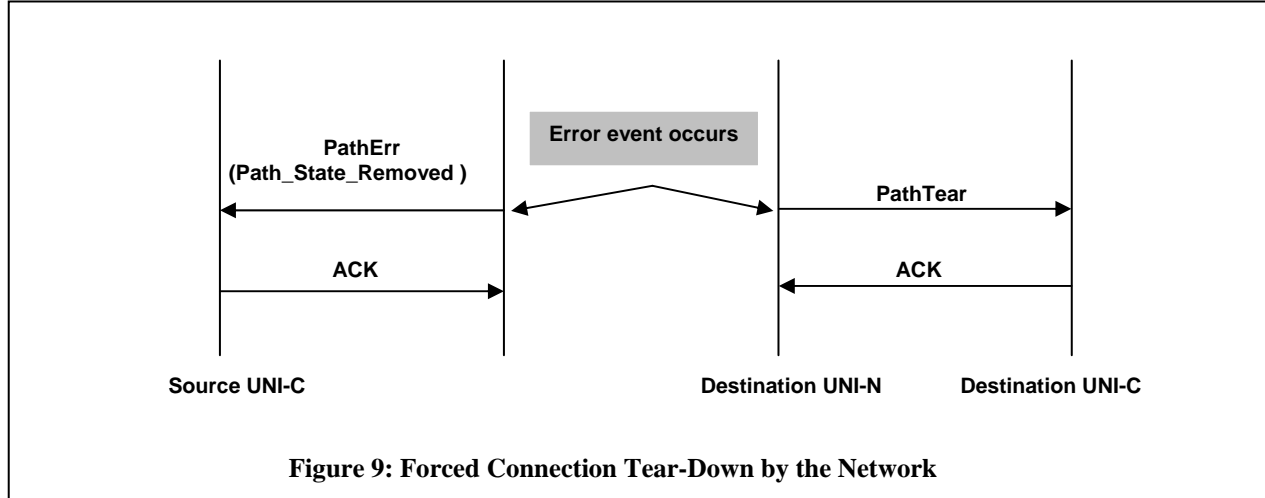 Error event occurs
PathErr
(Path_State_Removed )
PathTear
ACK
ACK
Source UNI-C
Destination UNI-N
Destination UNI-C
Figure 9: Forced Connection Tear-Down by the Network